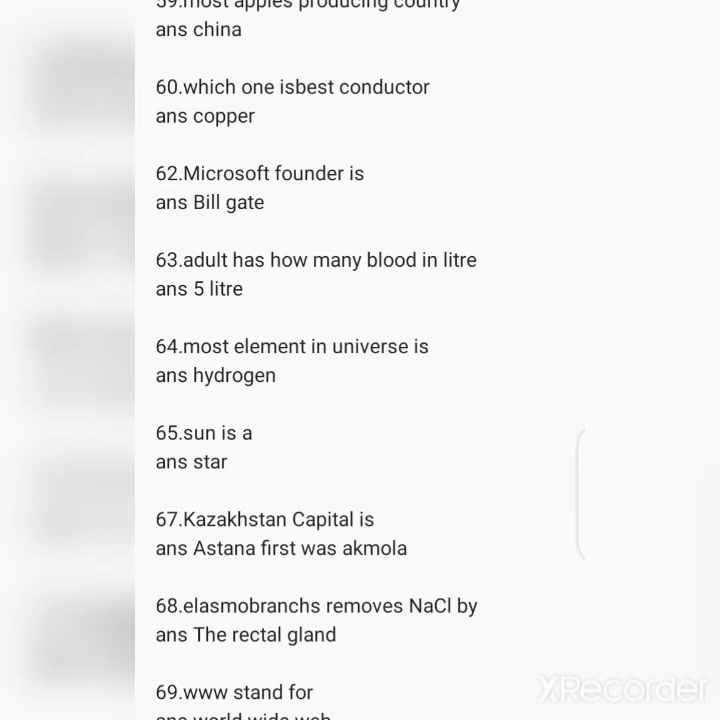 59.most apples producing country
ans china
60.which one isbest conductor
ans copper
62.Microsoft founder is
ans Bill gate
63.adult has how many blood in litre
ans 5 litre
64.most element in universe is
ans hydrogen
65.sun is a
ans star
67.Kazakhstan Capital is
ans Astana first was akmola
68.elasmobranchs removes NaCl by
ans The rectal gland
69.www stand for
ans world wide web
XRecorder